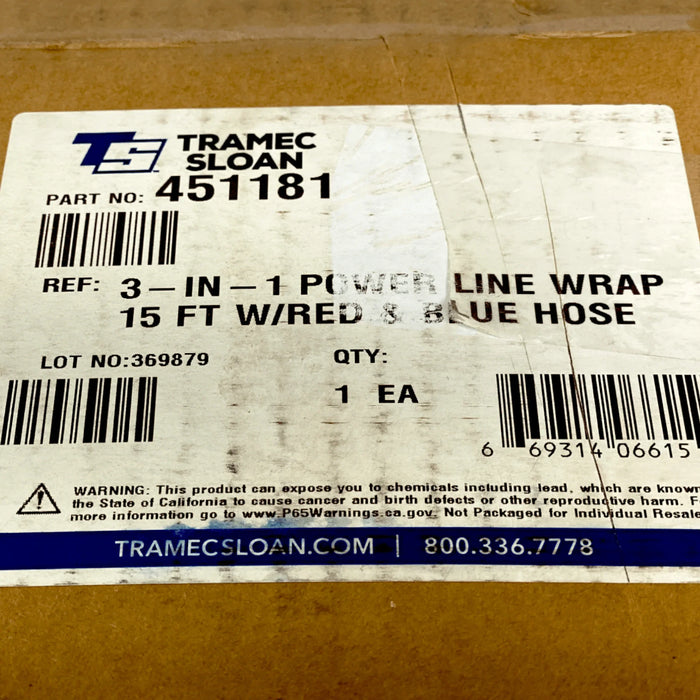 TS TRAMEC
SLOAN
PART NO: 451181
REF: 3-IN-1 POWER LINE WRAP
15 FT W/RED & BLUE HOSE
LOT NO:369879
QTY:
1 EA
6 69314 06615
WARNING: This product can expose you to chemicals including lead, which are known
the State of California to cause cancer and birth defects or other reproductive harm. F
more information go to www.P65Warnings.ca.gov. Not Packaged for Individual Resale
TRAMECSLOAN.COM | 800.336.7778